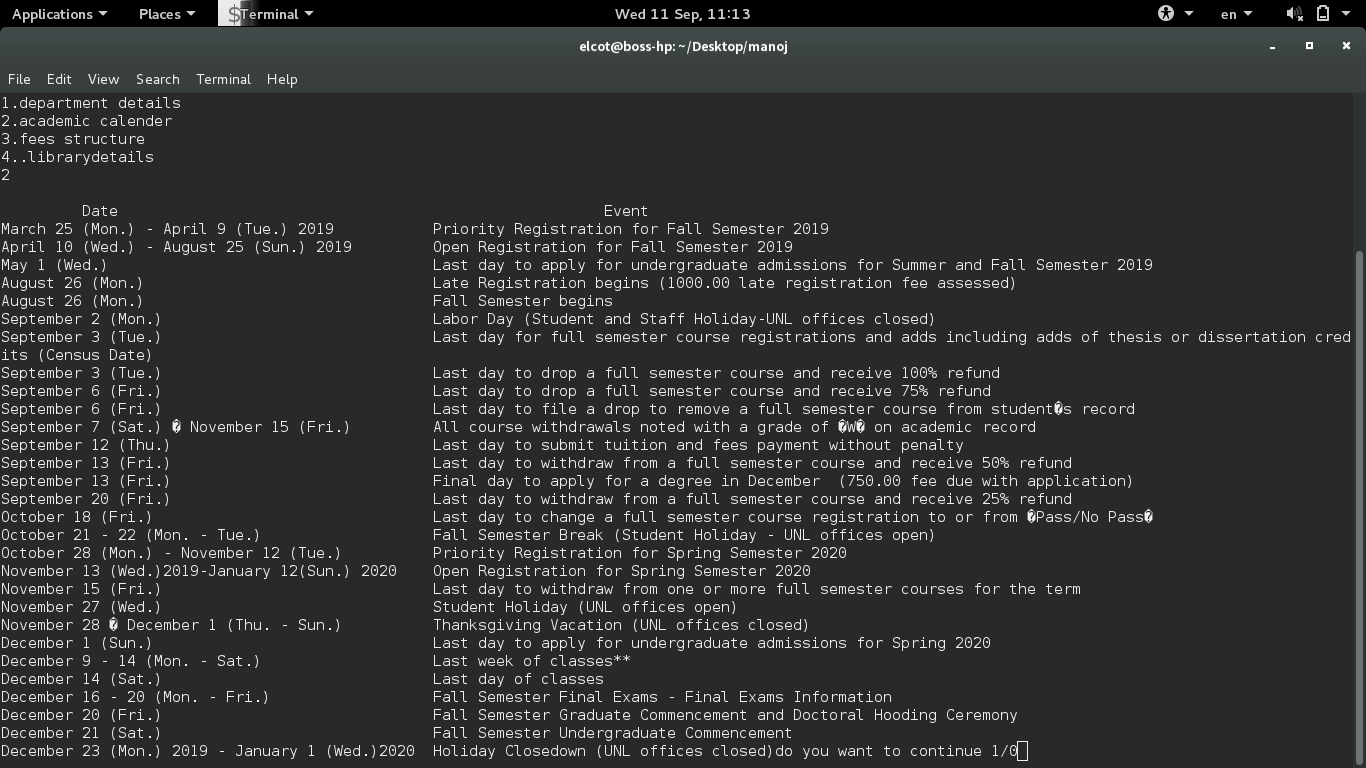 Applications Places Terminal Wed 11 Sep, 11:13 en
elcot@boss-hp: ~/Desktop/manoj
File Edit View Search Terminal Help
1.department details
2.academic calender
3.fees structure
4..librarydetails
2
Date Event
March 25 (Mon.) - April 9 (Tue.) 2019 Priority Registration for Fall Semester 2019
April 10 (Wed.) - August 25 (Sun.) 2019 Open Registration for Fall Semester 2019
May 1 (Wed.) Last day to apply for undergraduate admissions for Summer and Fall Semester 2019
August 26 (Mon.) Late Registration begins (1000.00 late registration fee assessed)
August 26 (Mon.) Fall Semester begins
September 2 (Mon.) Labor Day (Student and Staff Holiday-UNL offices closed)
September 3 (Tue.) Last day for full semester course registrations and adds including adds of thesis or dissertation cred
its (Census Date)
September 3 (Tue.) Last day to drop a full semester course and receive 100% refund
September 6 (Fri.) Last day to drop a full semester course and receive 75% refund
September 6 (Fri.) Last day to file a drop to remove a full semester course from student�s record
September 7 (Sat.) � November 15 (Fri.) All course withdrawals noted with a grade of �W� on academic record
September 12 (Thu.) Last day to submit tuition and fees payment without penalty
September 13 (Fri.) Last day to withdraw from a full semester course and receive 50% refund
September 13 (Fri.) Final day to apply for a degree in December (750.00 fee due with application)
September 20 (Fri.) Last day to withdraw from a full semester course and receive 25% refund
October 18 (Fri.) Last day to change a full semester course registration to or from �Pass/No Pass�
October 21 - 22 (Mon. - Tue.) Fall Semester Break (Student Holiday - UNL offices open)
October 28 (Mon.) - November 12 (Tue.) Priority Registration for Spring Semester 2020
November 13 (Wed.)2019-January 12(Sun.) 2020 Open Registration for Spring Semester 2020
November 15 (Fri.) Last day to withdraw from one or more full semester courses for the term
November 27 (Wed.) Student Holiday (UNL offices open)
November 28 � December 1 (Thu. - Sun.) Thanksgiving Vacation (UNL offices closed)
December 1 (Sun.) Last day to apply for undergraduate admissions for Spring 2020
December 9 - 14 (Mon. - Sat.) Last week of classes**
December 14 (Sat.) Last day of classes
December 16 - 20 (Mon. - Fri.) Fall Semester Final Exams - Final Exams Information
December 20 (Fri.) Fall Semester Graduate Commencement and Doctoral Hooding Ceremony
December 21 (Sat.) Fall Semester Undergraduate Commencement
December 23 (Mon.) 2019 - January 1 (Wed.)2020 Holiday Closedown (UNL offices closed)do you want to continue 1/0